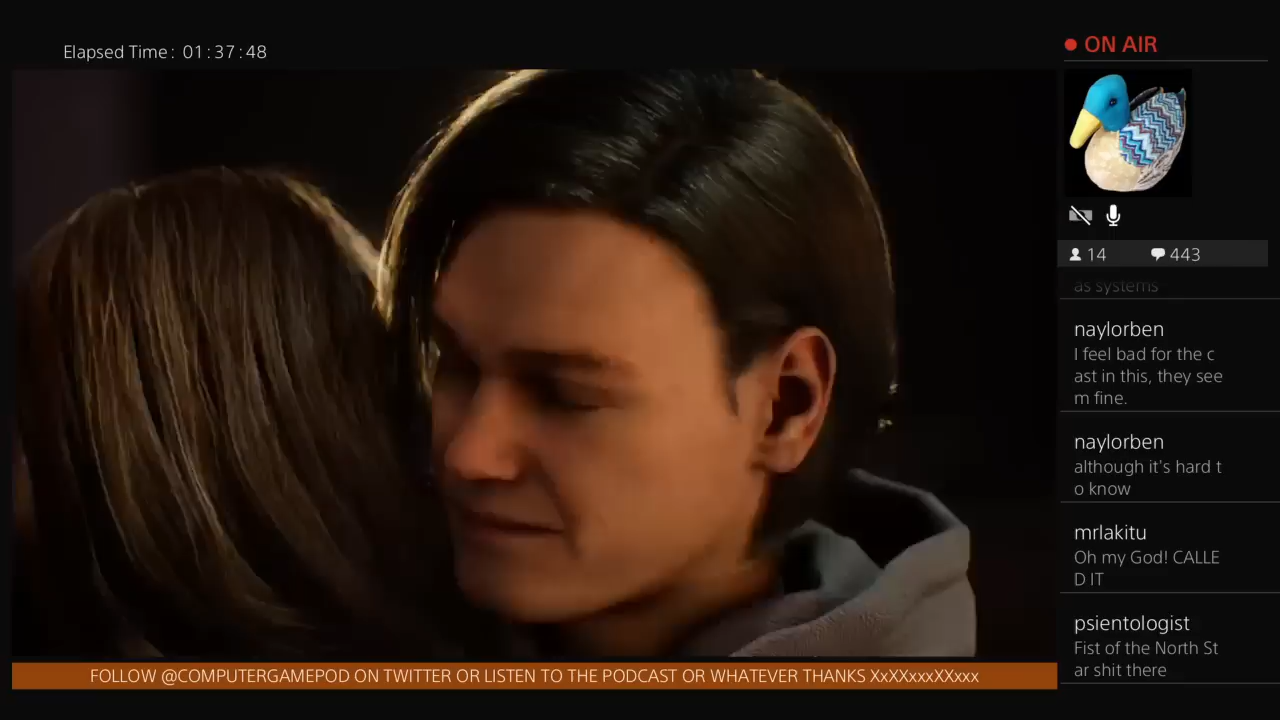 Elapsed Time: 01:37:48
ON AIR
14 443
as systems
naylorben
I feel bad for the c
ast in this, they see
m fine.
naylorben
although it's hard t
o know
mrlakitu
Oh my God! CALLE
D IT
psientologist
Fist of the North St
ar shit there
FOLLOW @COMPUTERGAMEPOD ON TWITTER OR LISTEN TO THE PODCAST OR WHATEVER THANKS XxXXxxxXXxxx